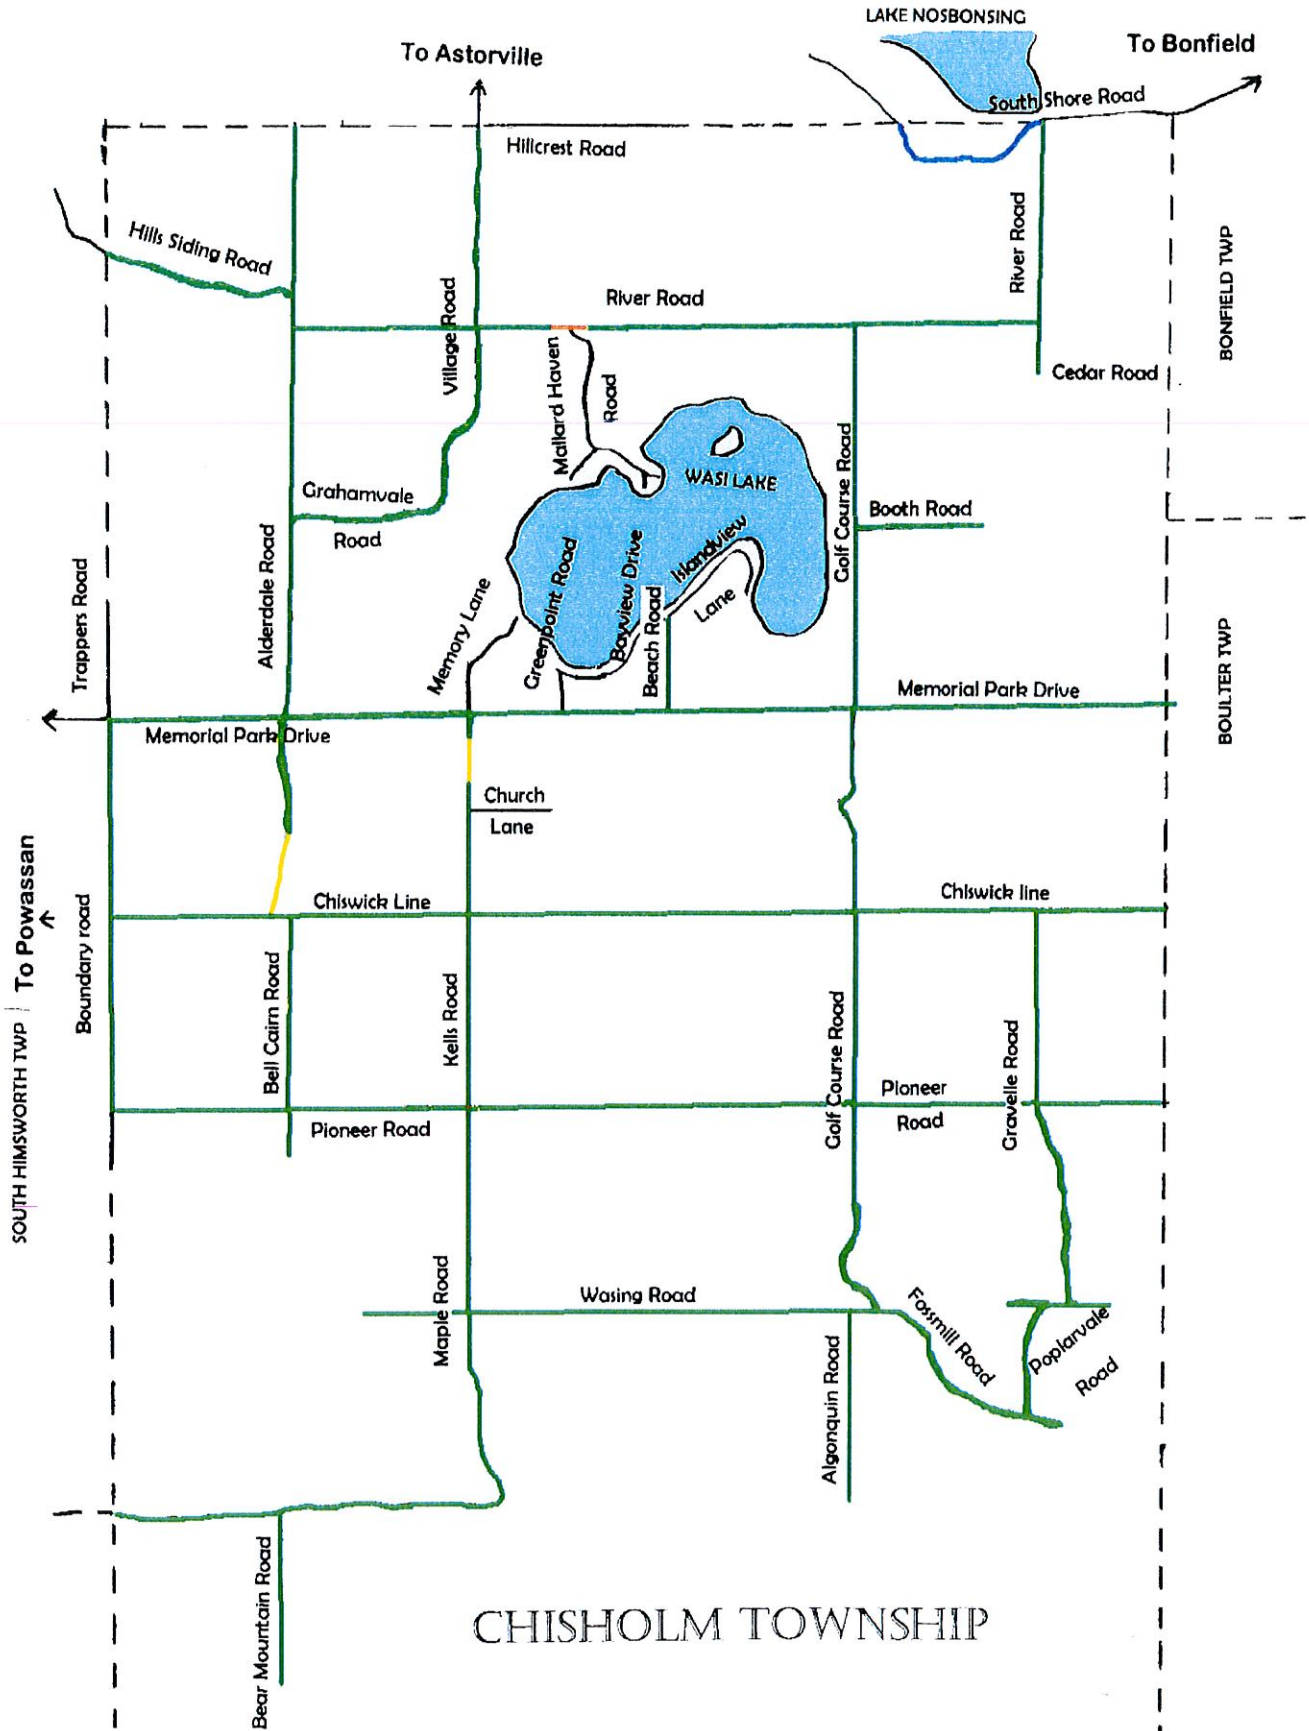 LAKE NOSBONSING
To Astorville
To Bonfield
South Shore Road
Hillcrest Road
Hills Siding Road
River Road
River Road
BONFIELD TWP
Village Road
Mallard Haven
Road
Cedar Road
WASI LAKE
Golf Course Road
Grahamvale
Road
Booth Road
Alderdale Road
Trappers Road
Memory Lane
Greenpoint Road
Bayview Drive
Beach Road
Islandview
Lane
BOULTER TWP
Memorial Park Drive
Memorial Park Drive
Church
Lane
To Powassan
SOUTH HIMSWORTH TWP
Boundary road
Chiswick Line
Chiswick line
Bell Cairn Road
Kells Road
Golf Course Road
Gravelle Road
Pioneer
Road
Pioneer Road
Maple Road
Wasing Road
Fossmill Road
Poplarvale
Road
Algonquin Road
Bear Mountain Road
CHISHOLM TOWNSHIP